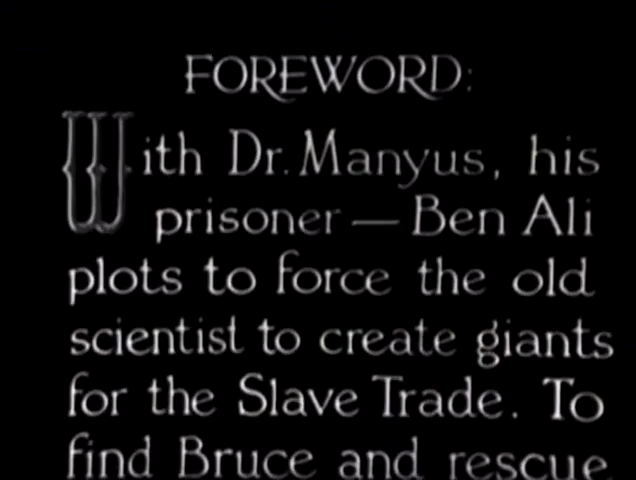 FOREWORD:
With Dr. Manyus, his
prisoner — Ben Ali
plots to force the old
scientist to create giants
for the Slave Trade. To
find Bruce and rescue